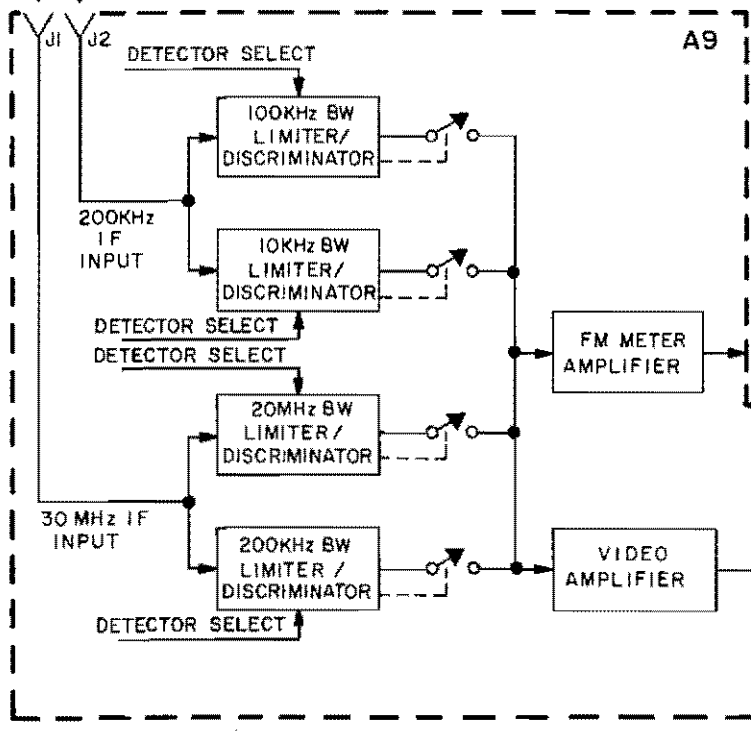 J1
J2
A9
DETECTOR SELECT
100KHz BW
LIMITER/
DISCRIMINATOR
200KHz
IF
INPUT
10KHz BW
LIMITER/
DISCRIMINATOR
DETECTOR SELECT
DETECTOR SELECT
FM METER
AMPLIFIER
20MHz BW
LIMITER/
DISCRIMINATOR
30 MHz IF
INPUT
200KHz BW
LIMITER/
DISCRIMINATOR
VIDEO
AMPLIFIER
DETECTOR SELECT